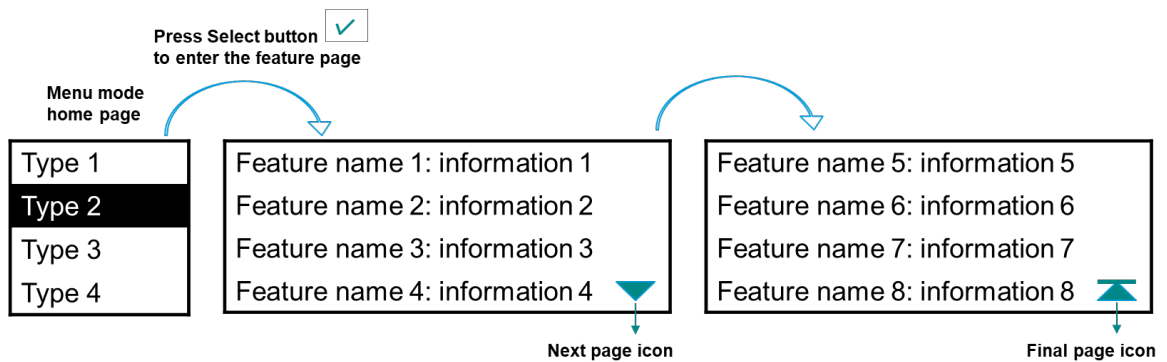 Press Select button
to enter the feature page
Menu mode
home page
Type 1
Type 2
Type 3
Type 4
Feature name 1: information 1
Feature name 2: information 2
Feature name 3: information 3
Feature name 4: information 4
Next page icon
Feature name 5: information 5
Feature name 6: information 6
Feature name 7: information 7
Feature name 8: information 8
Final page icon